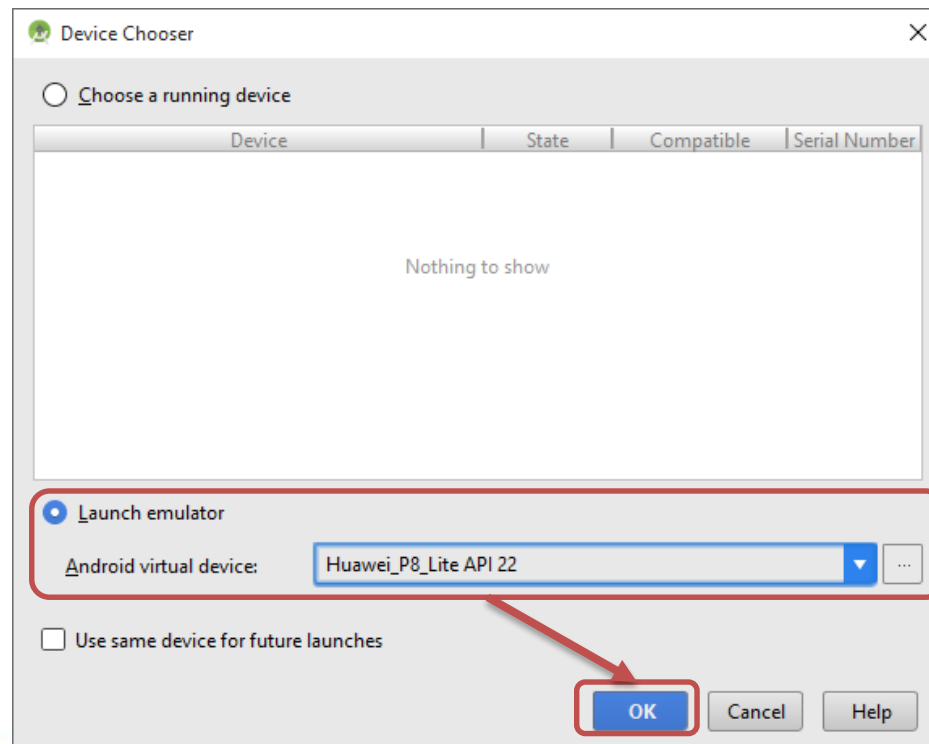 Device Chooser
Choose a running device
Device State Compatible Serial Number
Nothing to show
Launch emulator
Android virtual device: Huawei_P8_Lite API 22 ...
Use same device for future launches
OK Cancel Help